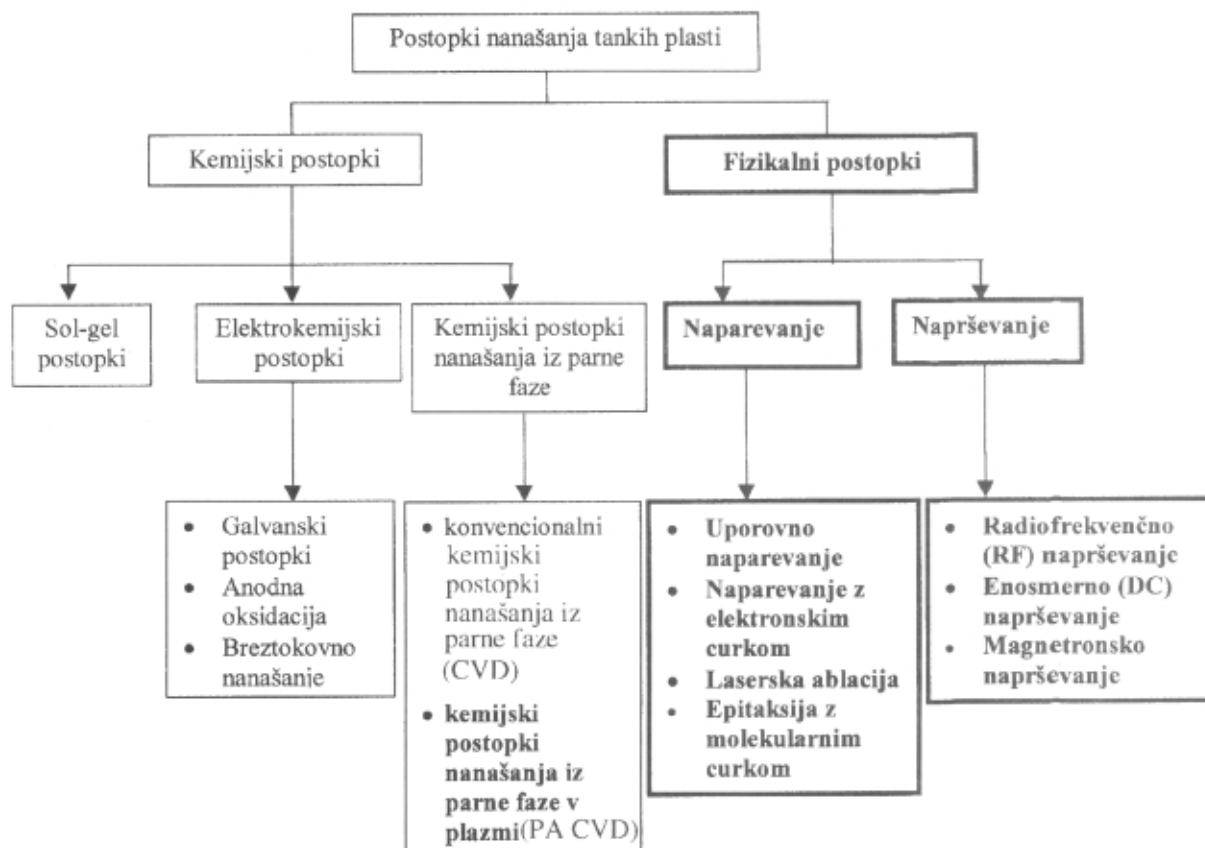 Postopki nanašanja tankih plasti
Kemijski postopki
Fizikalni postopki
Sol-gel
postopki
Elektrokemijski
postopki
Kemijski postopki
nanašanja iz parne
faze
Naparevanje
Naprševanje
• Galvanski
postopki
• Anodna
oksidacija
• Breztokovno
nanašanje
• konvencionalni
kemijski
postopki
nanašanja iz
parne faze
(CVD)
• kemijski
postopki
nanašanja iz
parne faze v
plazmi(PA CVD)
• Uporovno
naparevanje
• Naparevanje z
elektronskim
curkom
• Laserska ablacija
• Epitaksija z
molekularnim
curkom
• Radiofrekvenčno
(RF) naprševanje
• Enosmerno (DC)
naprševanje
• Magnetronsko
naprševanje